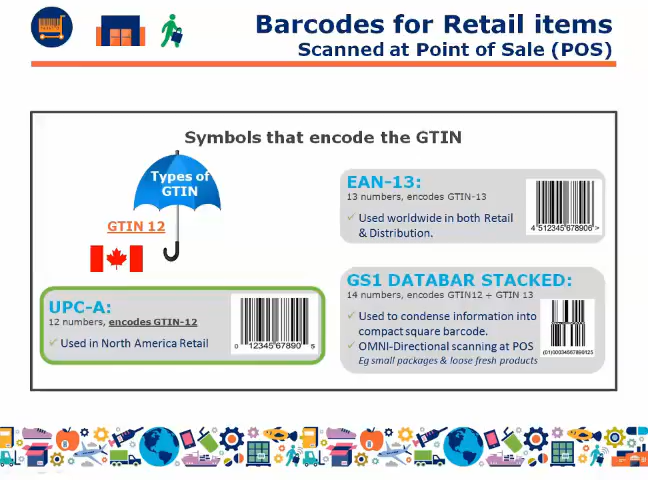 Barcodes for Retail items
Scanned at Point of Sale (POS)
Symbols that encode the GTIN
Types of
GTIN
GTIN 12
UPC-A:
12 numbers, encodes GTIN-12
✓ Used in North America Retail
0 12345 67890 5
EAN-13:
13 numbers, encodes GTIN-13
✓ Used worldwide in both Retail
& Distribution.
4 512345 678906 >
GS1 DATABAR STACKED:
14 numbers, encodes GTIN12 + GTIN 13
✓ Used to condense information into
compact square barcode.
✓ OMNI-Directional scanning at POS
Eg small packages & loose fresh products
(01)00034567890125